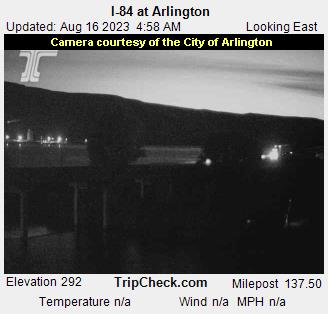 I-84 at Arlington
Updated: Aug 16 2023 4:58 AM Looking East
Camera courtesy of the City of Arlington
Elevation 292 TripCheck.com Milepost 137.50
Temperature n/a Wind n/a MPH n/a